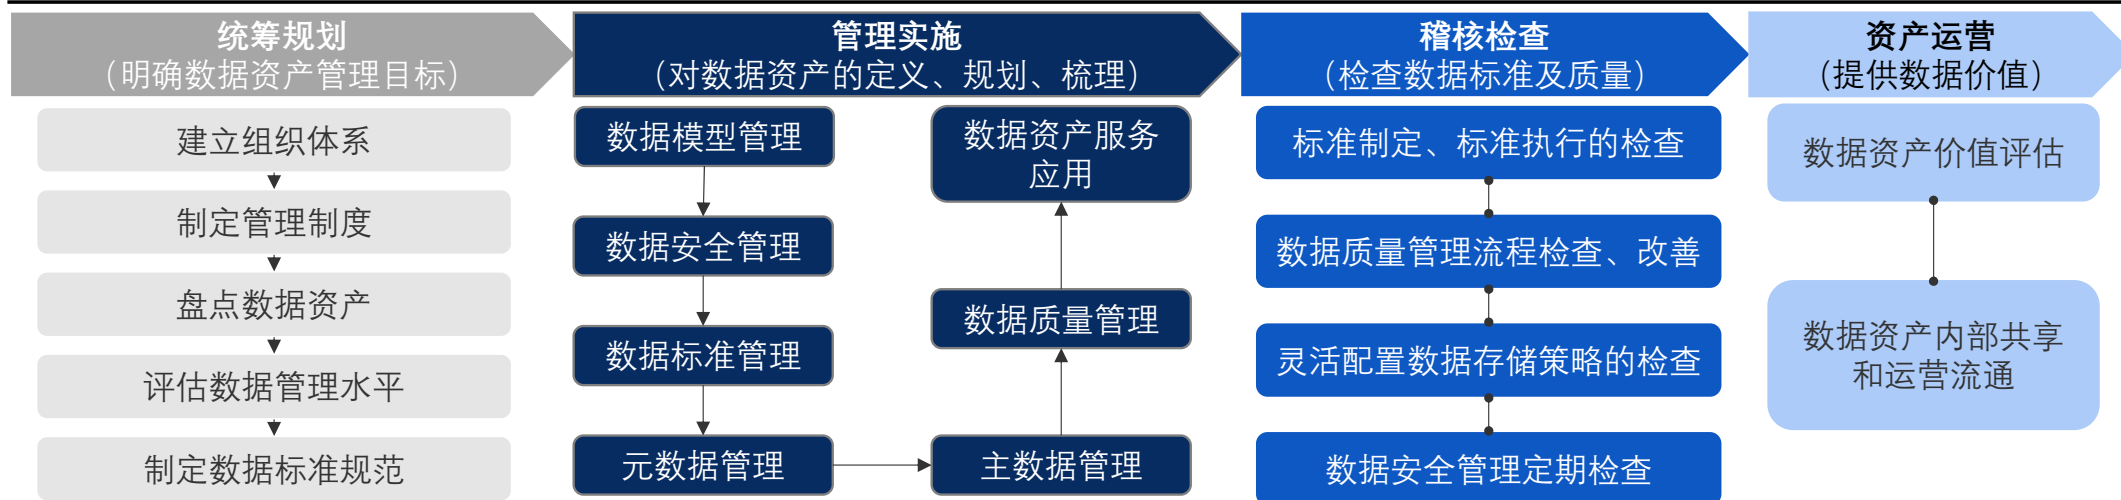 统筹规划
（明确数据资产管理目标）
建立组织体系
制定管理制度
盘点数据资产
评估数据管理水平
制定数据标准规范
管理实施
（对数据资产的定义、规划、梳理）
数据模型管理
数据安全管理
数据标准管理
元数据管理
主数据管理
数据质量管理
数据资产服务
应用
稽核检查
（检查数据标准及质量）
标准制定、标准执行的检查
数据质量管理流程检查、改善
灵活配置数据存储策略的检查
数据安全管理定期检查
资产运营
（提供数据价值）
数据资产价值评估
数据资产内部共享
和运营流通